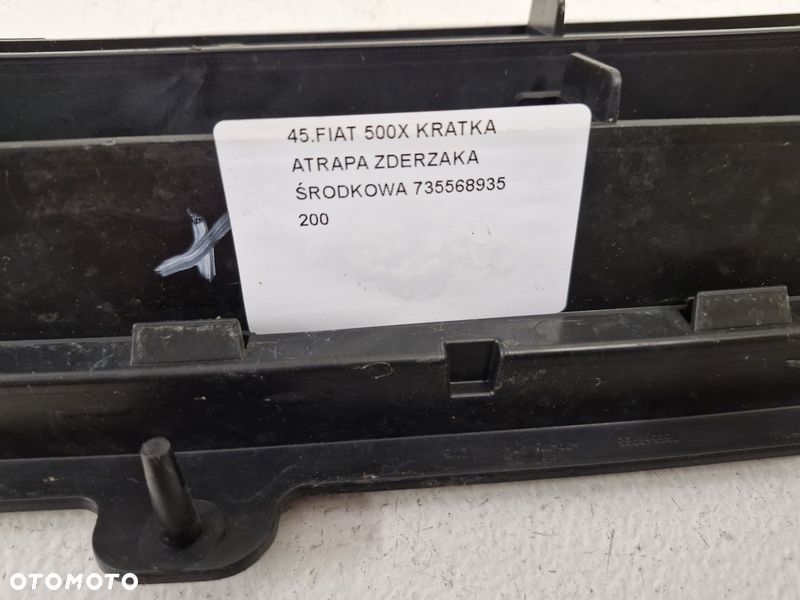 45.FIAT 500X KRATKA
ATRAPA ZDERZAKA
ŚRODKOWA 735568935
200
OTOMOTO